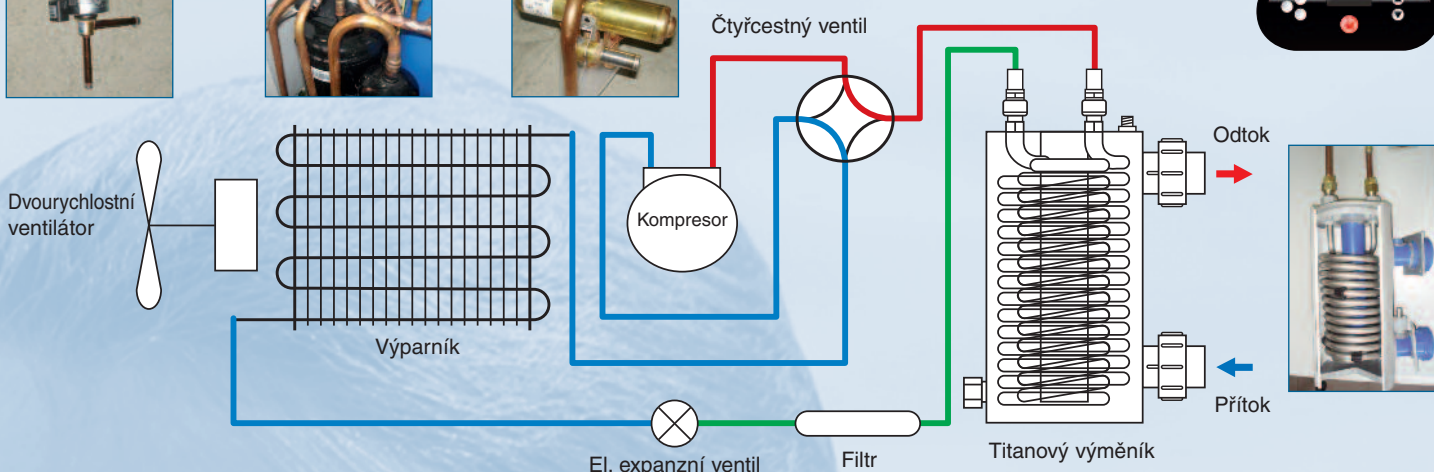 Čtyřcestný ventil
Odtok
Dvourychlostní
ventilátor
Kompresor
Výparník
Přítok
El. expanzní ventil
Filtr
Titanový výměník